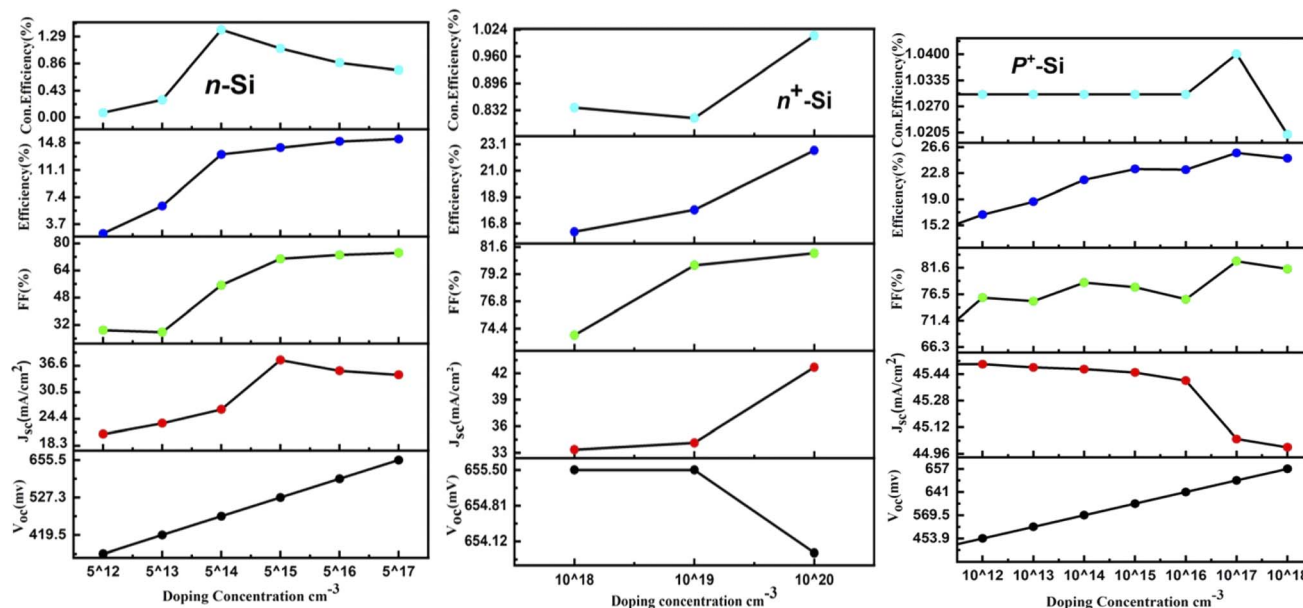 n-Si
Con.Efficiency(%)
1.29
0.86
0.43
0.00
Efficiency(%)
14.8
11.1
7.4
3.7
FF(%)
80
64
48
32
Jsc(mA/cm²)
36.6
30.5
24.4
18.3
Voc(mv)
655.5
527.3
419.5
5^12 5^13 5^14 5^15 5^16 5^17
Doping Concentration cm⁻³
n⁺-Si
Con.Efficiency(%)
1.024
0.960
0.896
0.832
Efficiency(%)
23.1
21.0
18.9
16.8
FF(%)
81.6
79.2
76.8
74.4
Jsc(mA/cm²)
42
39
36
33
Voc(mV)
655.50
654.81
654.12
10^18 10^19 10^20
Doping concentration cm⁻³
P⁺-Si
Con.Efficiency(%)
1.0400
1.0335
1.0270
1.0205
Efficiency(%)
26.6
22.8
19.0
15.2
FF(%)
81.6
76.5
71.4
66.3
Jsc(mA/cm²)
45.44
45.28
45.12
44.96
Voc(mv)
657
641
569.5
453.9
10^12 10^13 10^14 10^15 10^16 10^17 10^18
Doping Concentration cm⁻³